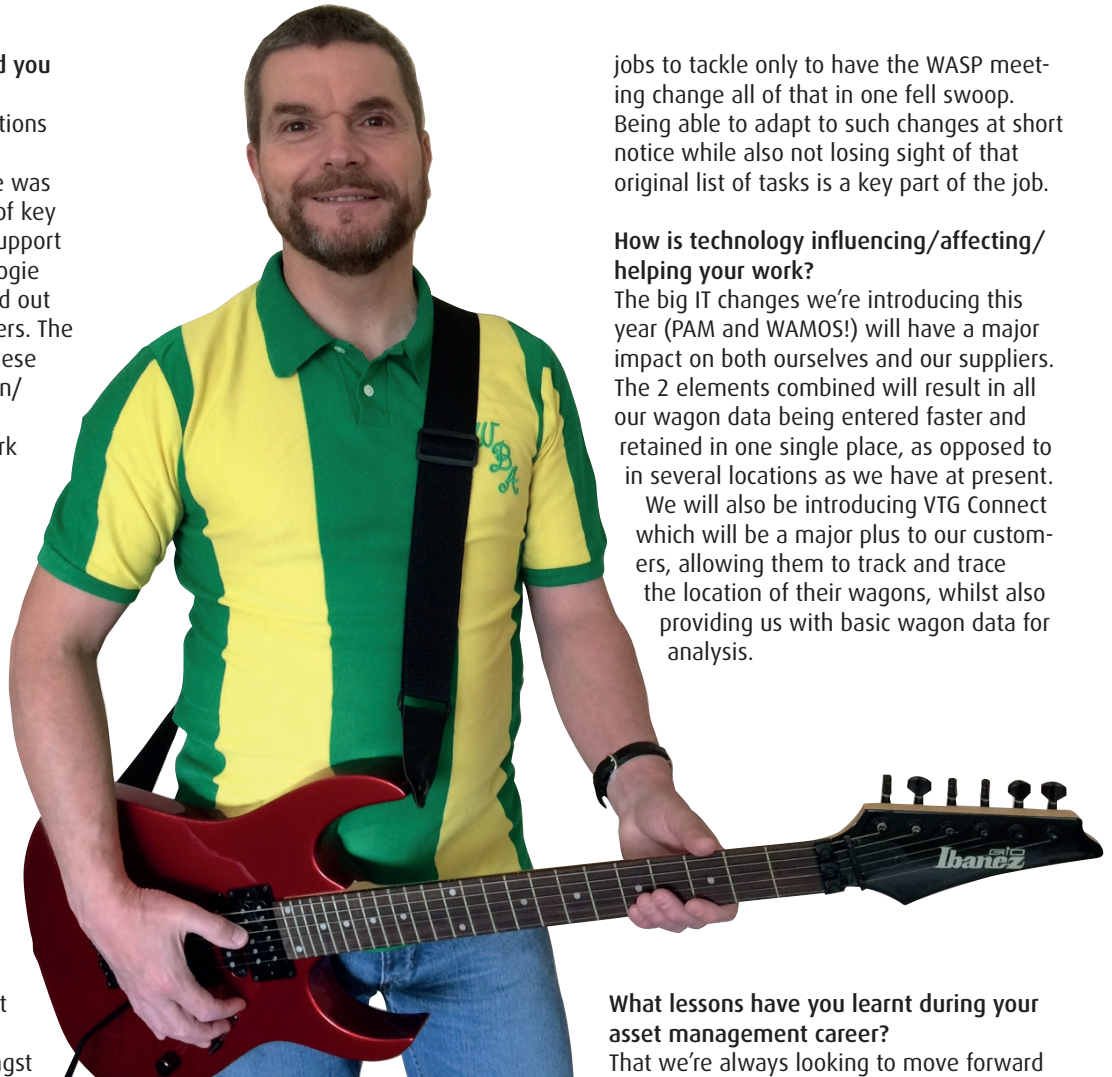 d you
tions
e was
of key
upport
ogie
d out
ers. The
ese
n/
rk
t
ngst
jobs to tackle only to have the WASP meet-
ing change all of that in one fell swoop.
Being able to adapt to such changes at short
notice while also not losing sight of that
original list of tasks is a key part of the job.
How is technology influencing/affecting/
helping your work?
The big IT changes we’re introducing this
year (PAM and WAMOS!) will have a major
impact on both ourselves and our suppliers.
The 2 elements combined will result in all
our wagon data being entered faster and
retained in one single place, as opposed to
in several locations as we have at present.
We will also be introducing VTG Connect
which will be a major plus to our custom-
ers, allowing them to track and trace
the location of their wagons, whilst also
providing us with basic wagon data for
analysis.
WBA
Ibanez
What lessons have you learnt during your
asset management career?
That we’re always looking to move forward